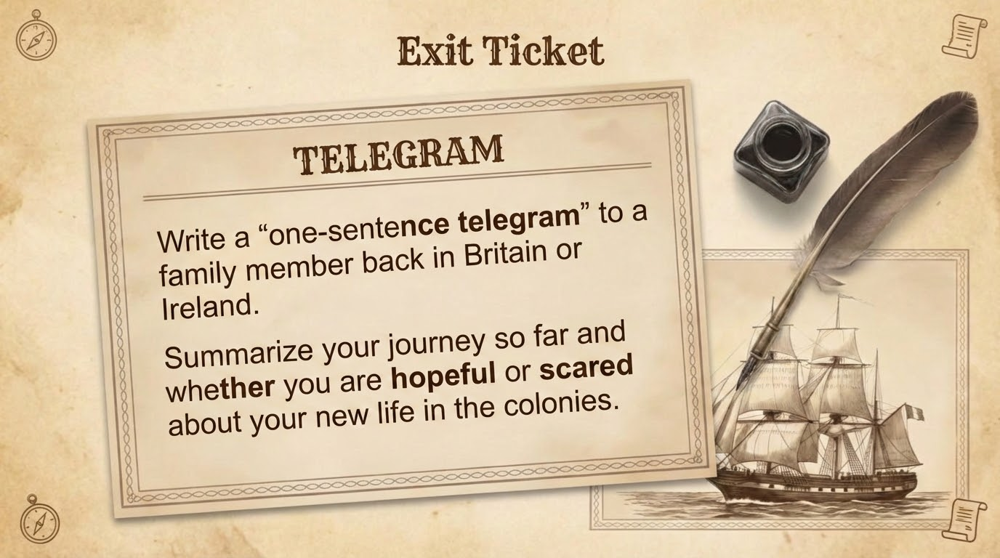 Exit Ticket
TELEGRAM
Write a “one-sentence telegram” to a
family member back in Britain or
Ireland.
Summarize your journey so far and
whether you are hopeful or scared
about your new life in the colonies.